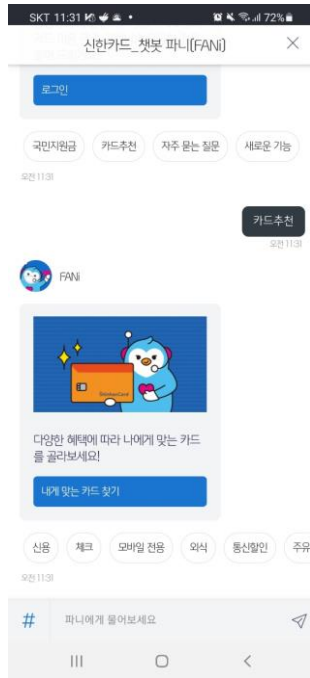 SKT 11:31
72%
신한카드_챗봇 파니(FANi)
로그인
국민지원금 카드추천 자주 묻는 질문 새로운 기능
오전 11:31
카드추천
오전 11:31
FANi
다양한 혜택에 따라 나에게 맞는 카드
를 골라보세요!
내게 맞는 카드 찾기
신용 체크 모바일 전용 외식 통신할인 주유
오전 11:31
# 파니에게 물어보세요